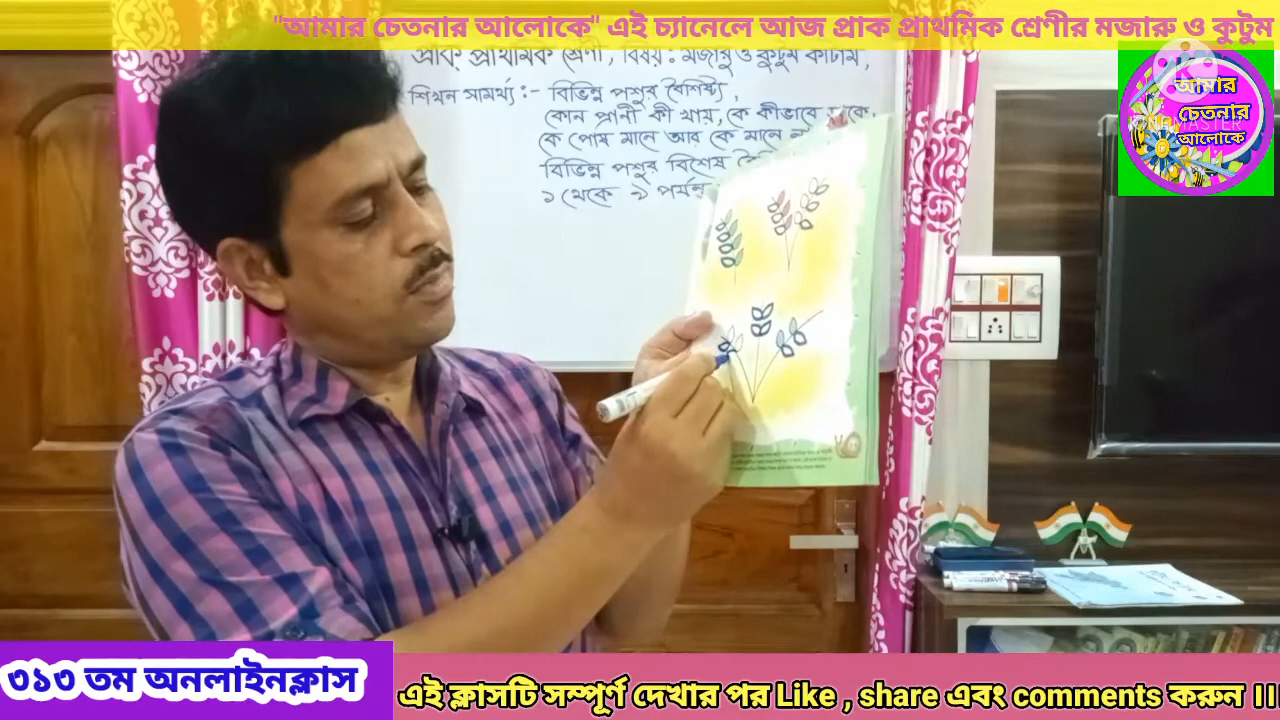 "আমার চেতনার আলোকে" এই চ্যানেলে আজ প্রাক প্রাথমিক শ্রেণীর মজারু ও কুটুম
প্রাক্ প্রাথমিক শ্রেণী, বিষয় : মজারু ও কুটুম কাটাম,
শিখন সামর্থ্য :- বিভিন্ন পশুর বৈশিষ্ট্য,
কোন প্রাণী কী খায়, কে কীভাবে
কে পোষ মানে আর কে মানে
বিভিন্ন পশুর বিশেষ
১ থেকে ৯ পর্যন্ত
আমার
চেতনার
আলোকে
৩১৩ তম অনলাইনক্লাস
এই ক্লাসটি সম্পূর্ণ দেখার পর Like , share এবং comments করুন ।।